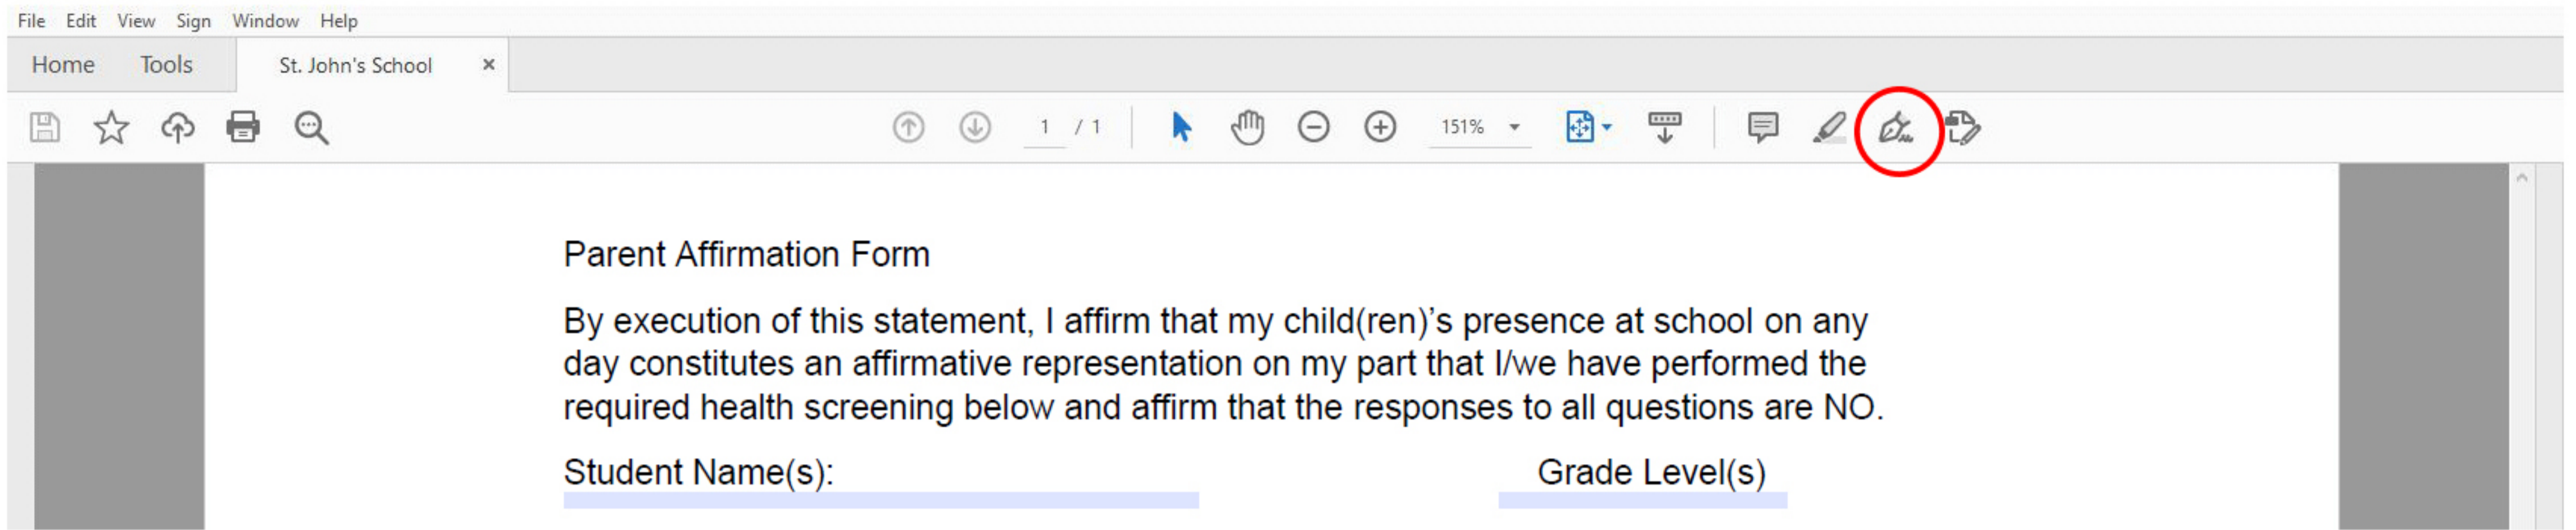 File Edit View Sign Window Help
Home Tools St. John's School ×
1 / 1 151%
Parent Affirmation Form
By execution of this statement, I affirm that my child(ren)’s presence at school on any
day constitutes an affirmative representation on my part that I/we have performed the
required health screening below and affirm that the responses to all questions are NO.
Student Name(s): Grade Level(s)